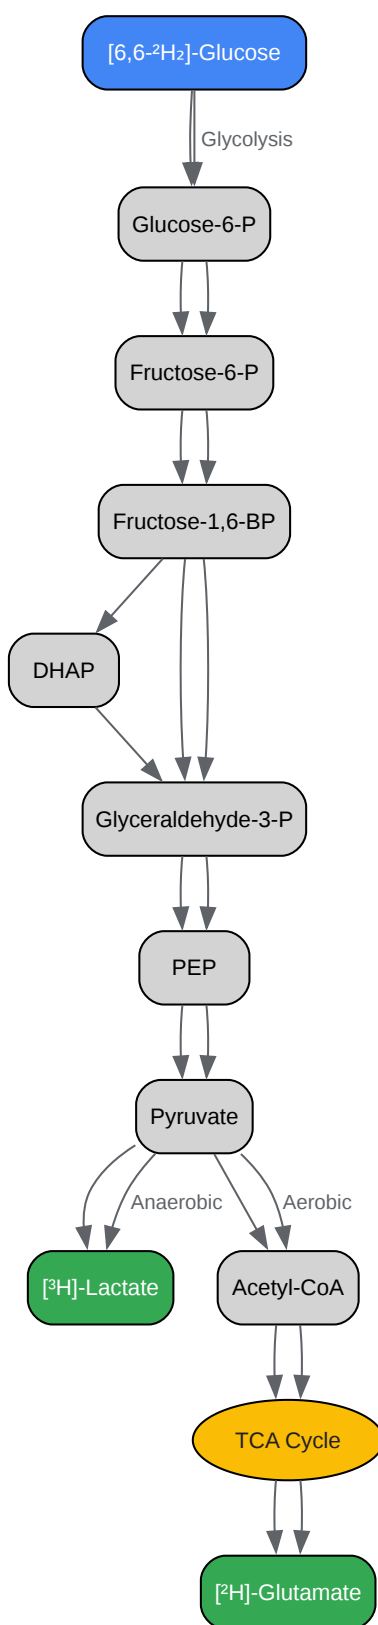 [6,6-²H₂]-Glucose
Glycolysis
Glucose-6-P
Fructose-6-P
Fructose-1,6-BP
DHAP
Glyceraldehyde-3-P
PEP
Pyruvate
Anaerobic
Aerobic
[³H]-Lactate
Acetyl-CoA
TCA Cycle
[²H]-Glutamate